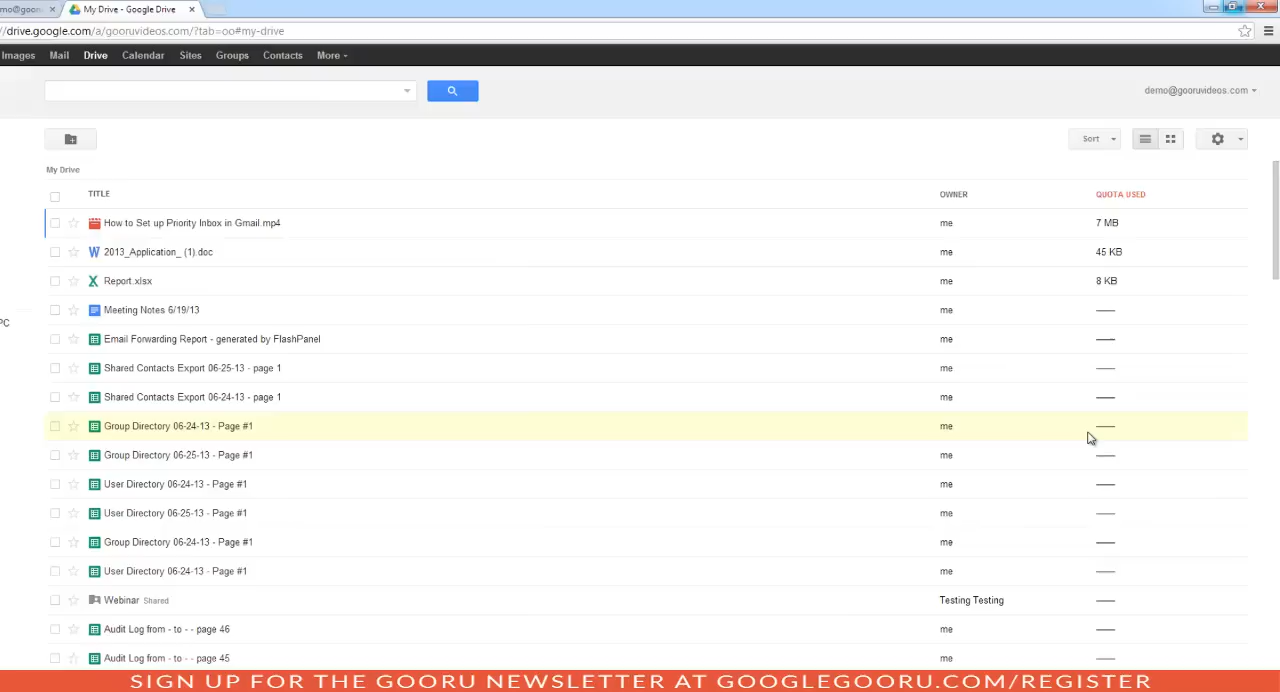 mo@goon
My Drive - Google Drive
//drive.google.com/a/gooruvideos.com/?tab=oo#my-drive
Images Mail Drive Calendar Sites Groups Contacts More
demo@gooruvideos.com
Sort
My Drive
TITLE OWNER QUOTA USED
How to Set up Priority Inbox in Gmail.mp4 me 7 MB
W 2013_Application_ (1).doc me 45 KB
X Report.xlsx me 8 KB
Meeting Notes 6/19/13 me —
PC
Email Forwarding Report - generated by FlashPanel me —
Shared Contacts Export 06-25-13 - page 1 me —
Shared Contacts Export 06-24-13 - page 1 me —
Group Directory 06-24-13 - Page #1 me —
Group Directory 06-25-13 - Page #1 me —
User Directory 06-24-13 - Page #1 me —
User Directory 06-25-13 - Page #1 me —
Group Directory 06-24-13 - Page #1 me —
User Directory 06-24-13 - Page #1 me —
Webinar Shared Testing Testing —
Audit Log from - to - - page 46 me —
Audit Log from - to - - page 45 me —
SIGN UP FOR THE GOORU NEWSLETTER AT GOOGLEGOORU.COM/REGISTER